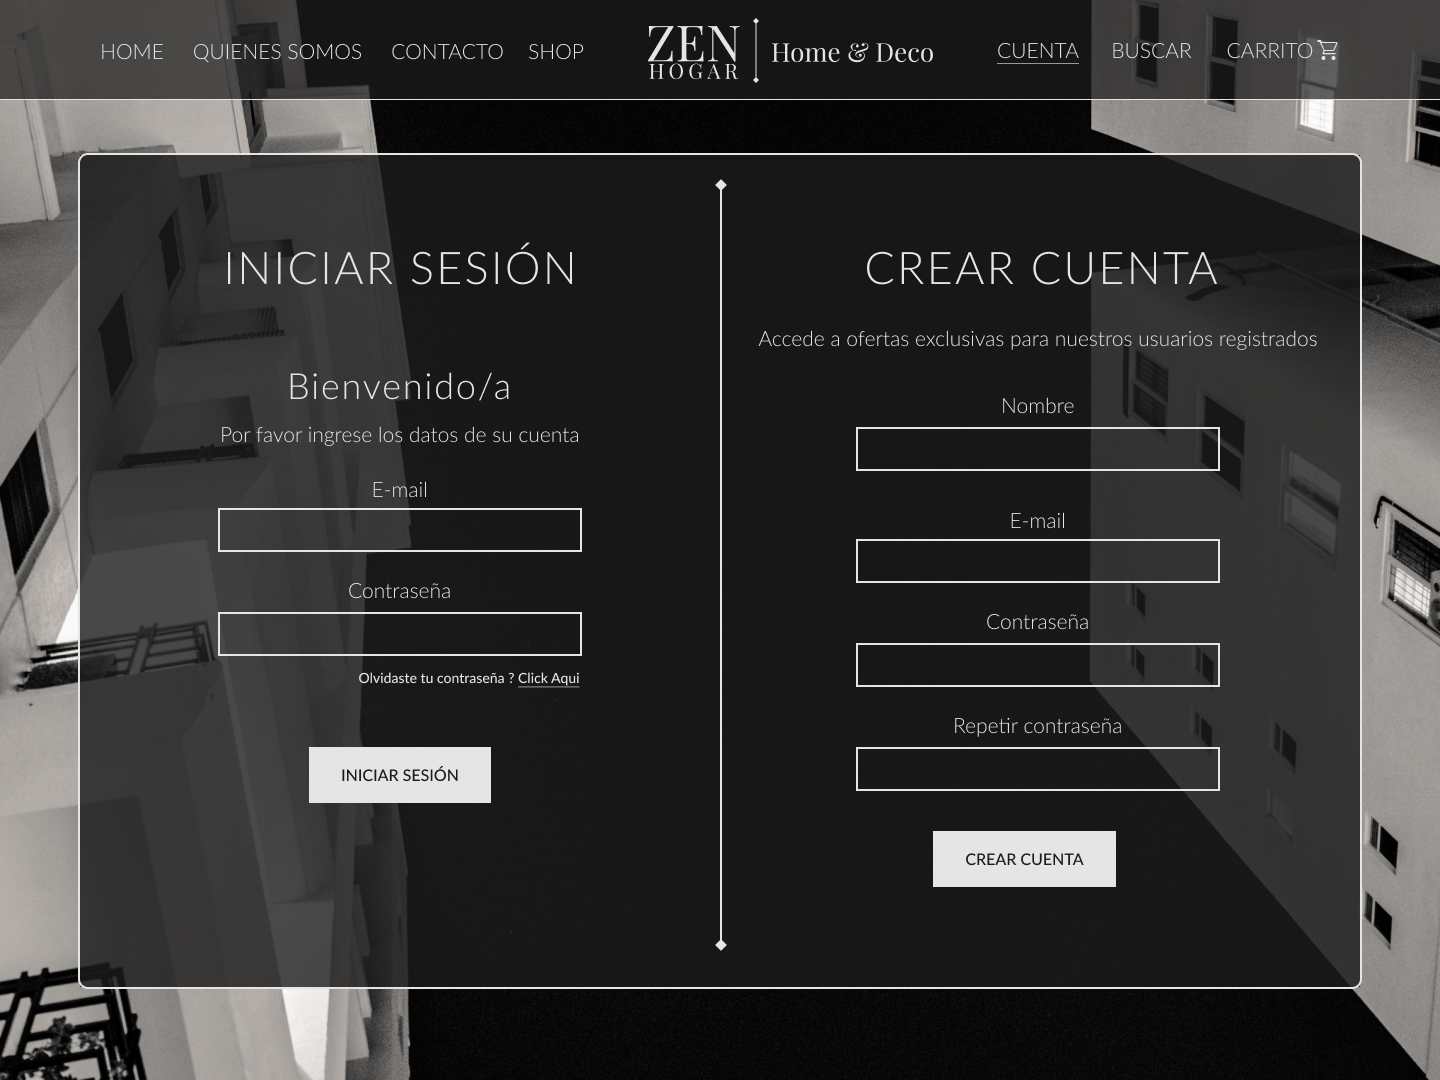 HOME QUIENES SOMOS CONTACTO SHOP
ZEN
HOGAR
Home & Deco
CUENTA BUSCAR CARRITO
INICIAR SESIÓN
Bienvenido/a
Por favor ingrese los datos de su cuenta
E-mail
Contraseña
Olvidaste tu contraseña ? Click Aqui
INICIAR SESIÓN
CREAR CUENTA
Accede a ofertas exclusivas para nuestros usuarios registrados
Nombre
E-mail
Contraseña
Repetir contraseña
CREAR CUENTA